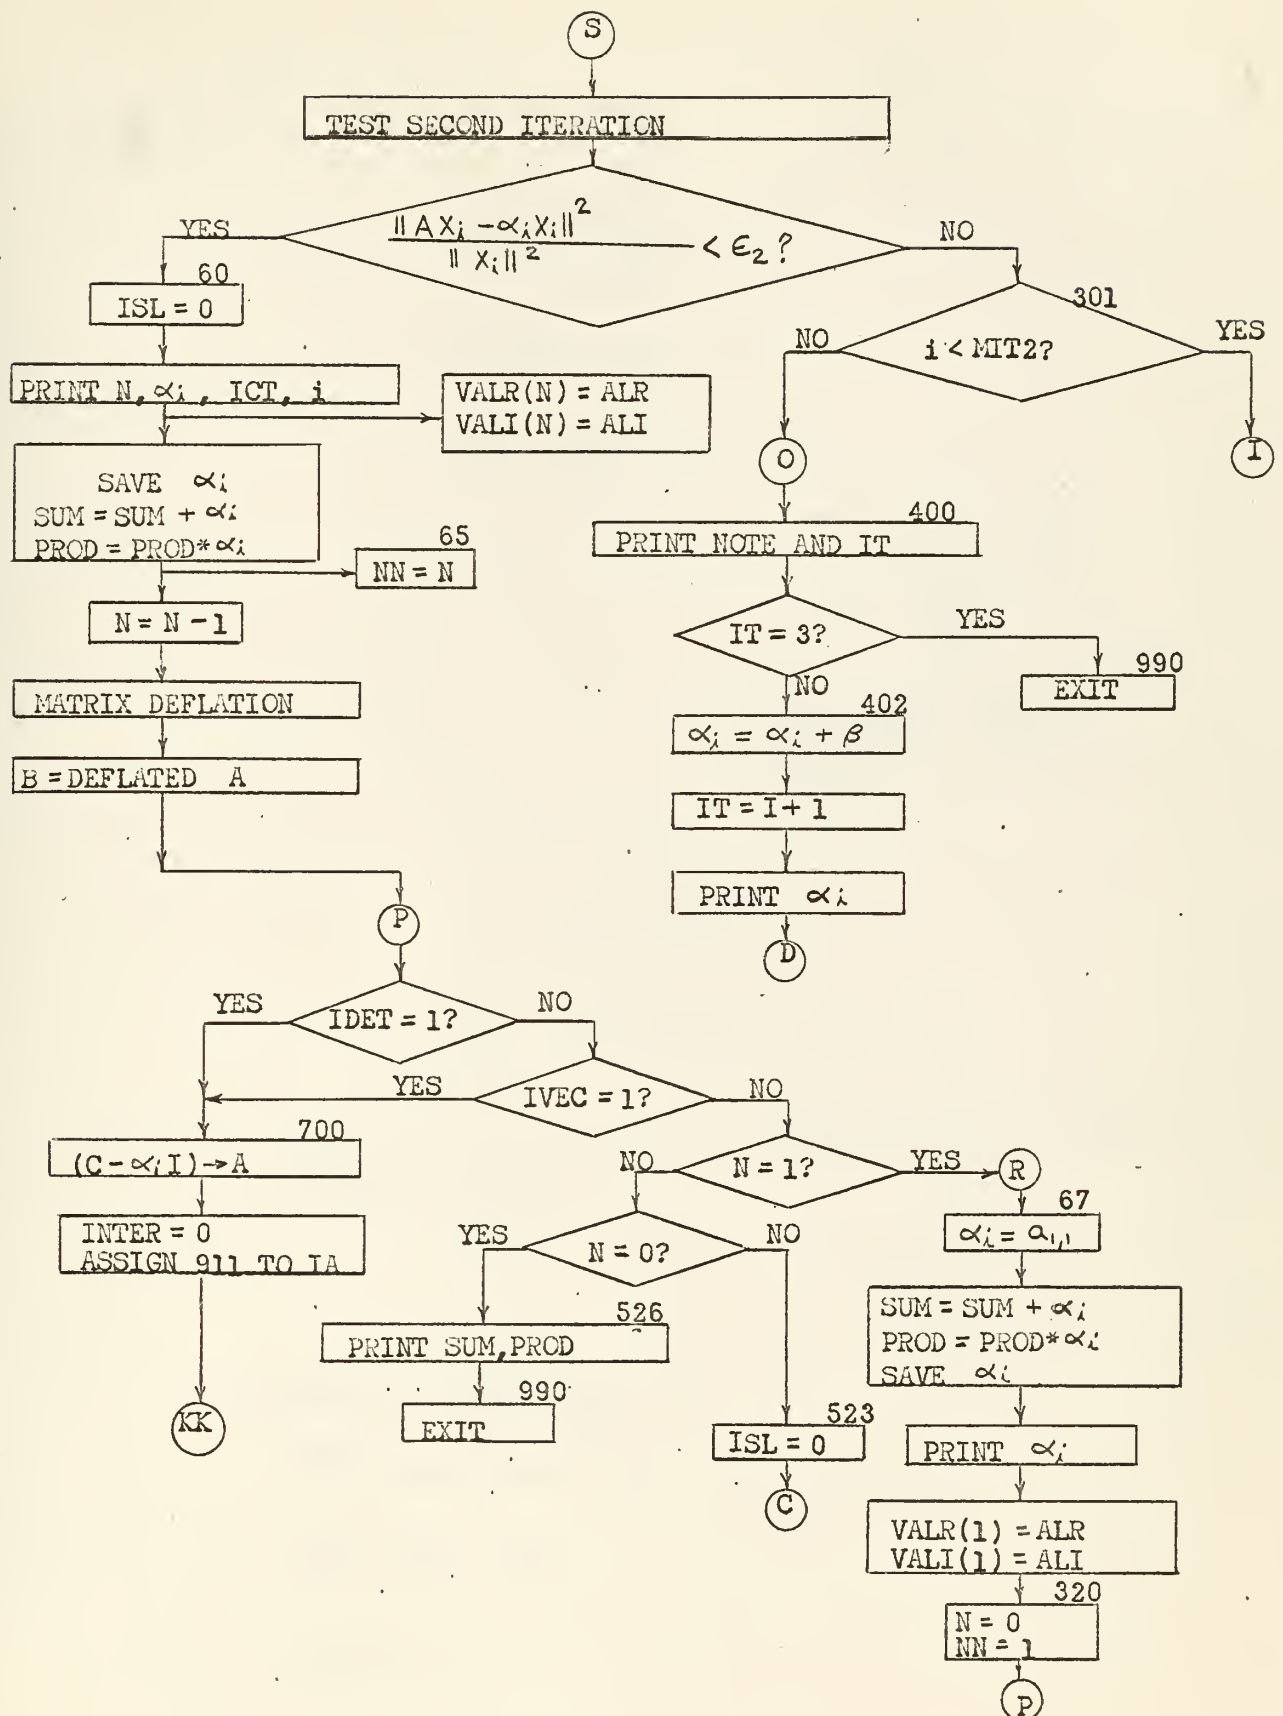 S
TEST SECOND ITERATION
‖AXᵢ - αᵢXᵢ‖² / ‖Xᵢ‖² < ϵ₂?
YES
NO
60
ISL = 0
301
i < MIT2?
NO
YES
PRINT N, αᵢ, ICT, i
VALR(N) = ALR
VALI(N) = ALI
O
I
SAVE αᵢ
SUM = SUM + αᵢ
PROD = PROD*αᵢ
65
NN = N
400
PRINT NOTE AND IT
N = N - 1
IT = 3?
YES
990
EXIT
NO
MATRIX DEFLATION
402
αᵢ = αᵢ + β
B = DEFLATED A
IT = I + 1
PRINT αᵢ
P
D
YES
IDET = 1?
NO
YES
IVEC = 1?
NO
700
(C - αᵢI) → A
NO
N = 1?
YES
R
INTER = 0
ASSIGN 911 TO IA
YES
N = 0?
NO
67
αᵢ = a₁,₁
526
PRINT SUM, PROD
SUM = SUM + αᵢ
PROD = PROD*αᵢ
SAVE αᵢ
990
EXIT
KK
523
ISL = 0
PRINT αᵢ
C
VALR(1) = ALR
VALI(1) = ALI
320
N = 0
NN = 1
P